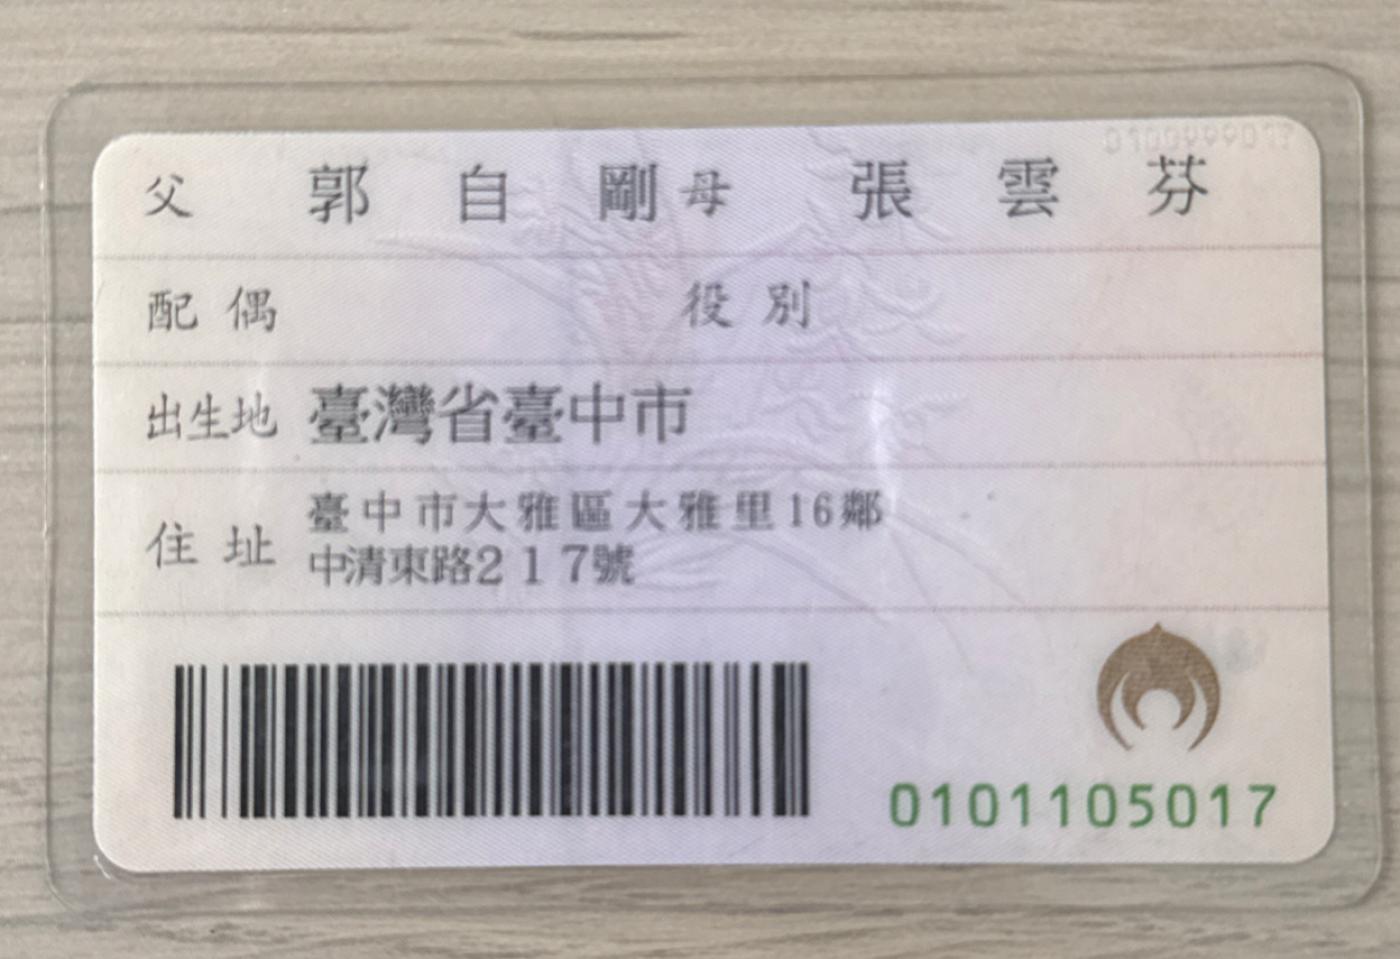 父 郭自剛 母 張雲芬
配偶 役別
出生地 臺灣省臺中市
住址 臺中市大雅區大雅里16鄰
中清東路217號
0101105017